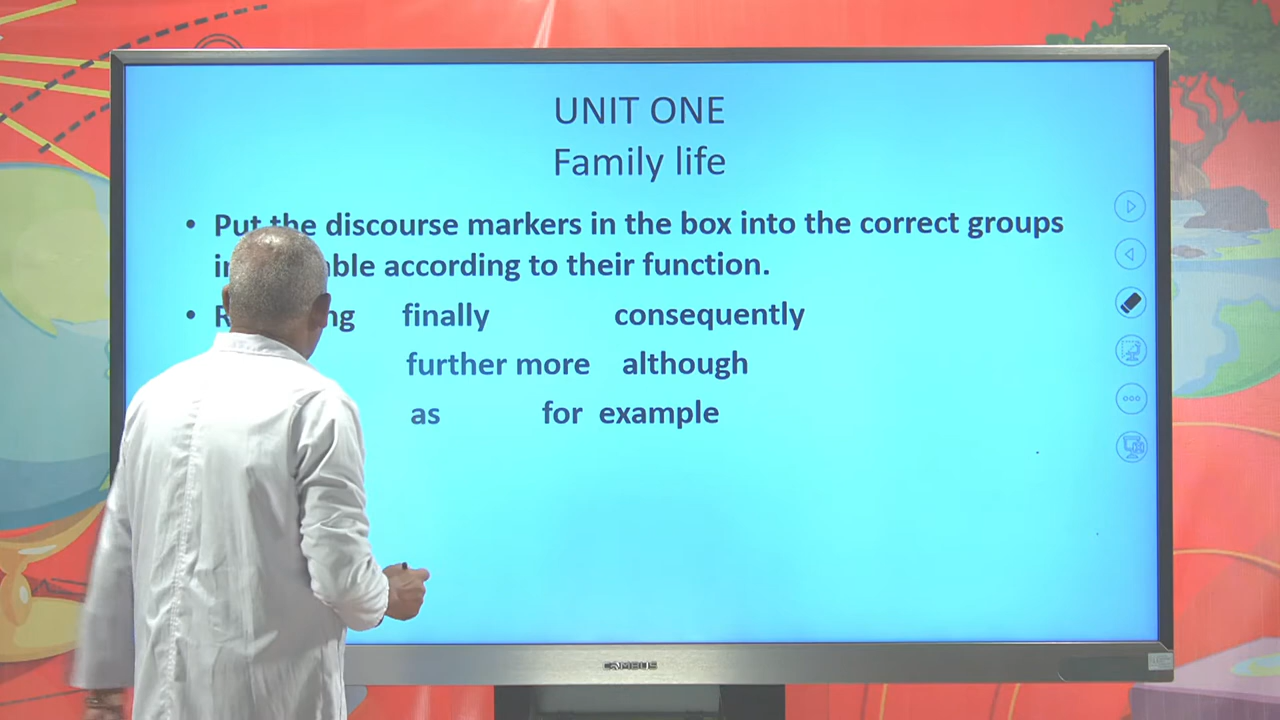 UNIT ONE
Family life
• Put the discourse markers in the box into the correct groups
according to their function.
• finally consequently
further more although
as for example
CAMBUS